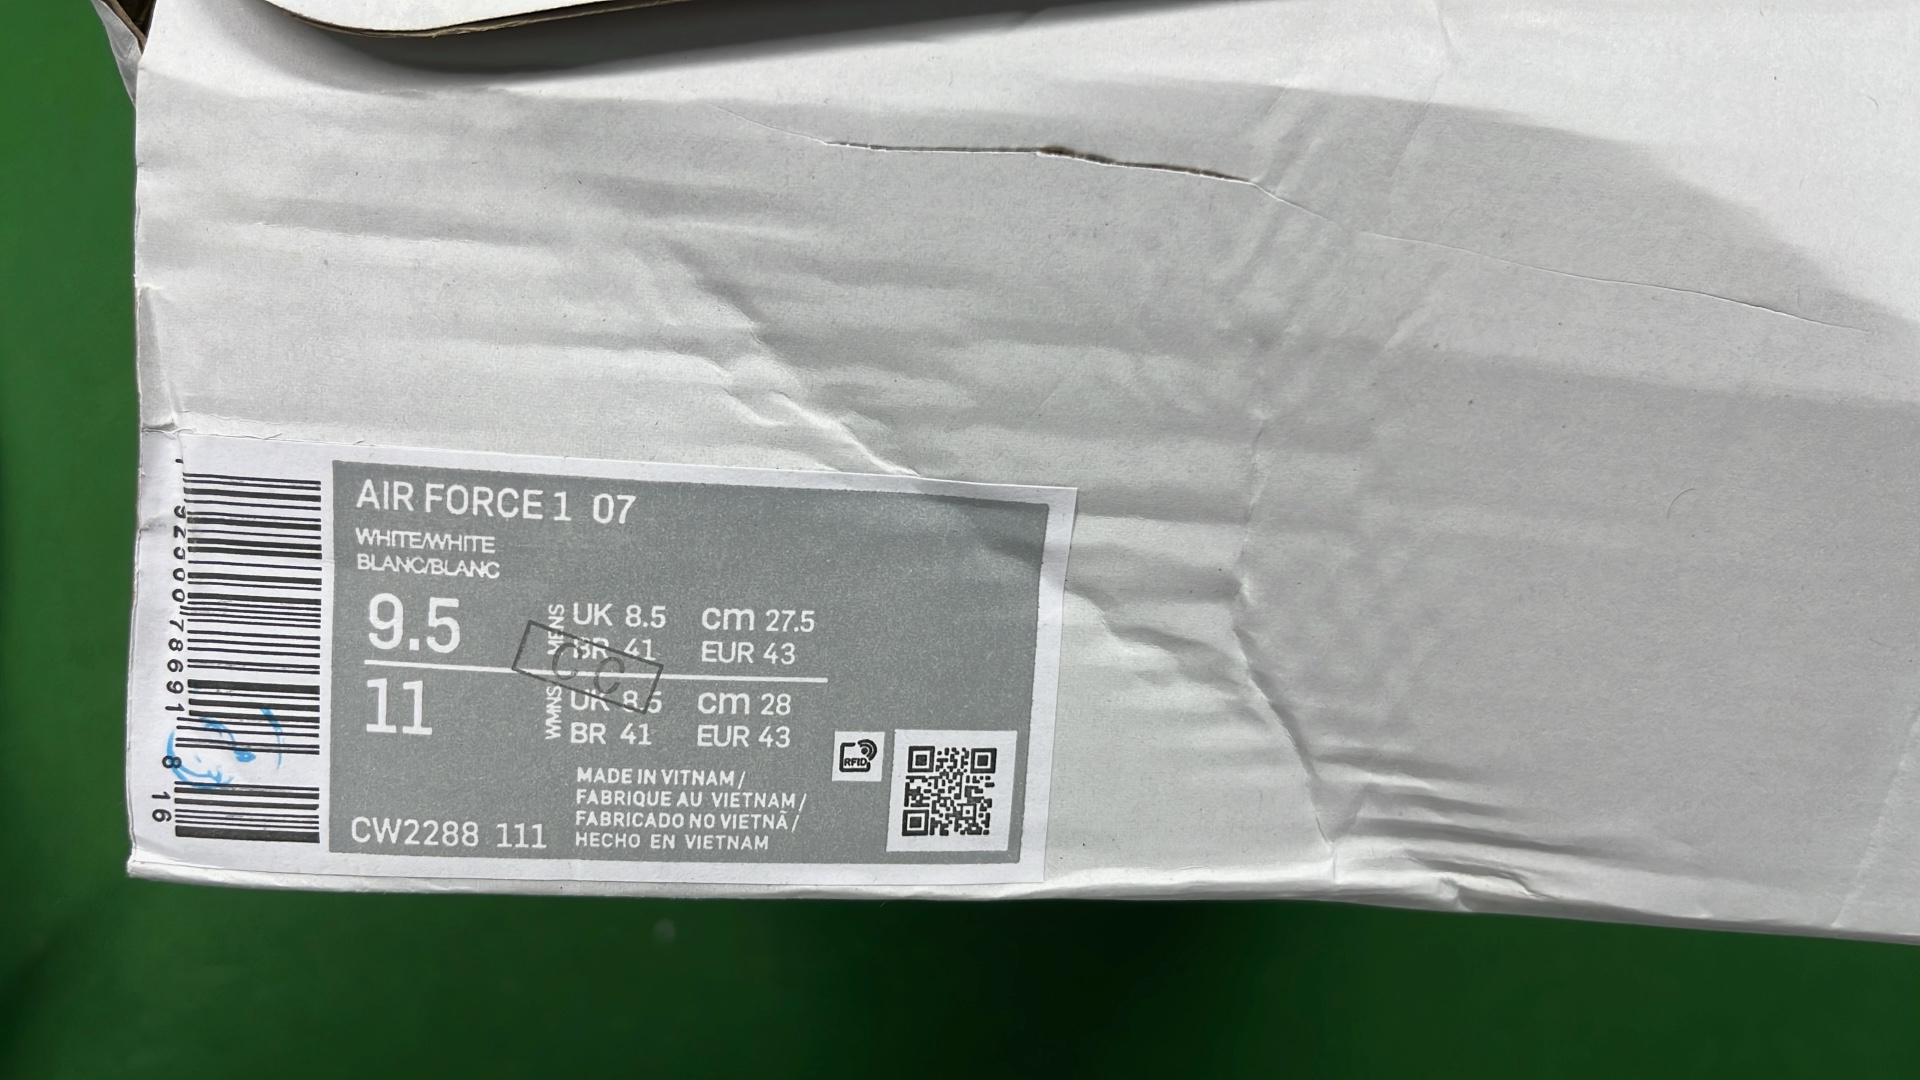 AIR FORCE 1 07
WHITE/WHITE
BLANC/BLANC
9.5
MENS
UK 8.5 cm 27.5
BR 41 EUR 43
CC
11
WMNS
UK 8.5 cm 28
BR 41 EUR 43
MADE IN VITNAM /
FABRIQUE AU VIETNAM /
FABRICADO NO VIETNÃ /
HECHO EN VIETNAM
CW2288 111
RFID
8
16